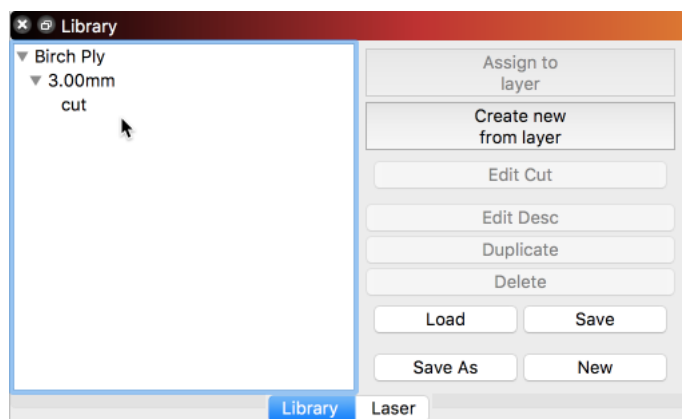 Library
Birch Ply
3.00mm
cut
Assign to
layer
Create new
from layer
Edit Cut
Edit Desc
Duplicate
Delete
Load
Save
Save As
New
Library
Laser